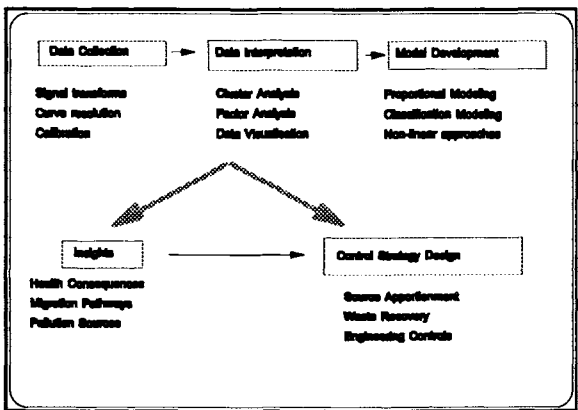 Data Collection
Data Interpretation
Model Development
Signal transforms
Curve resolution
Calibration
Cluster Analysis
Factor Analysis
Data Visualisation
Proportional Modeling
Classification Modeling
Non-linear approaches
Insights
Control Strategy Design
Health Consequences
Migration Pathways
Pollution Sources
Source Apportionment
Waste Recovery
Engineering Controls